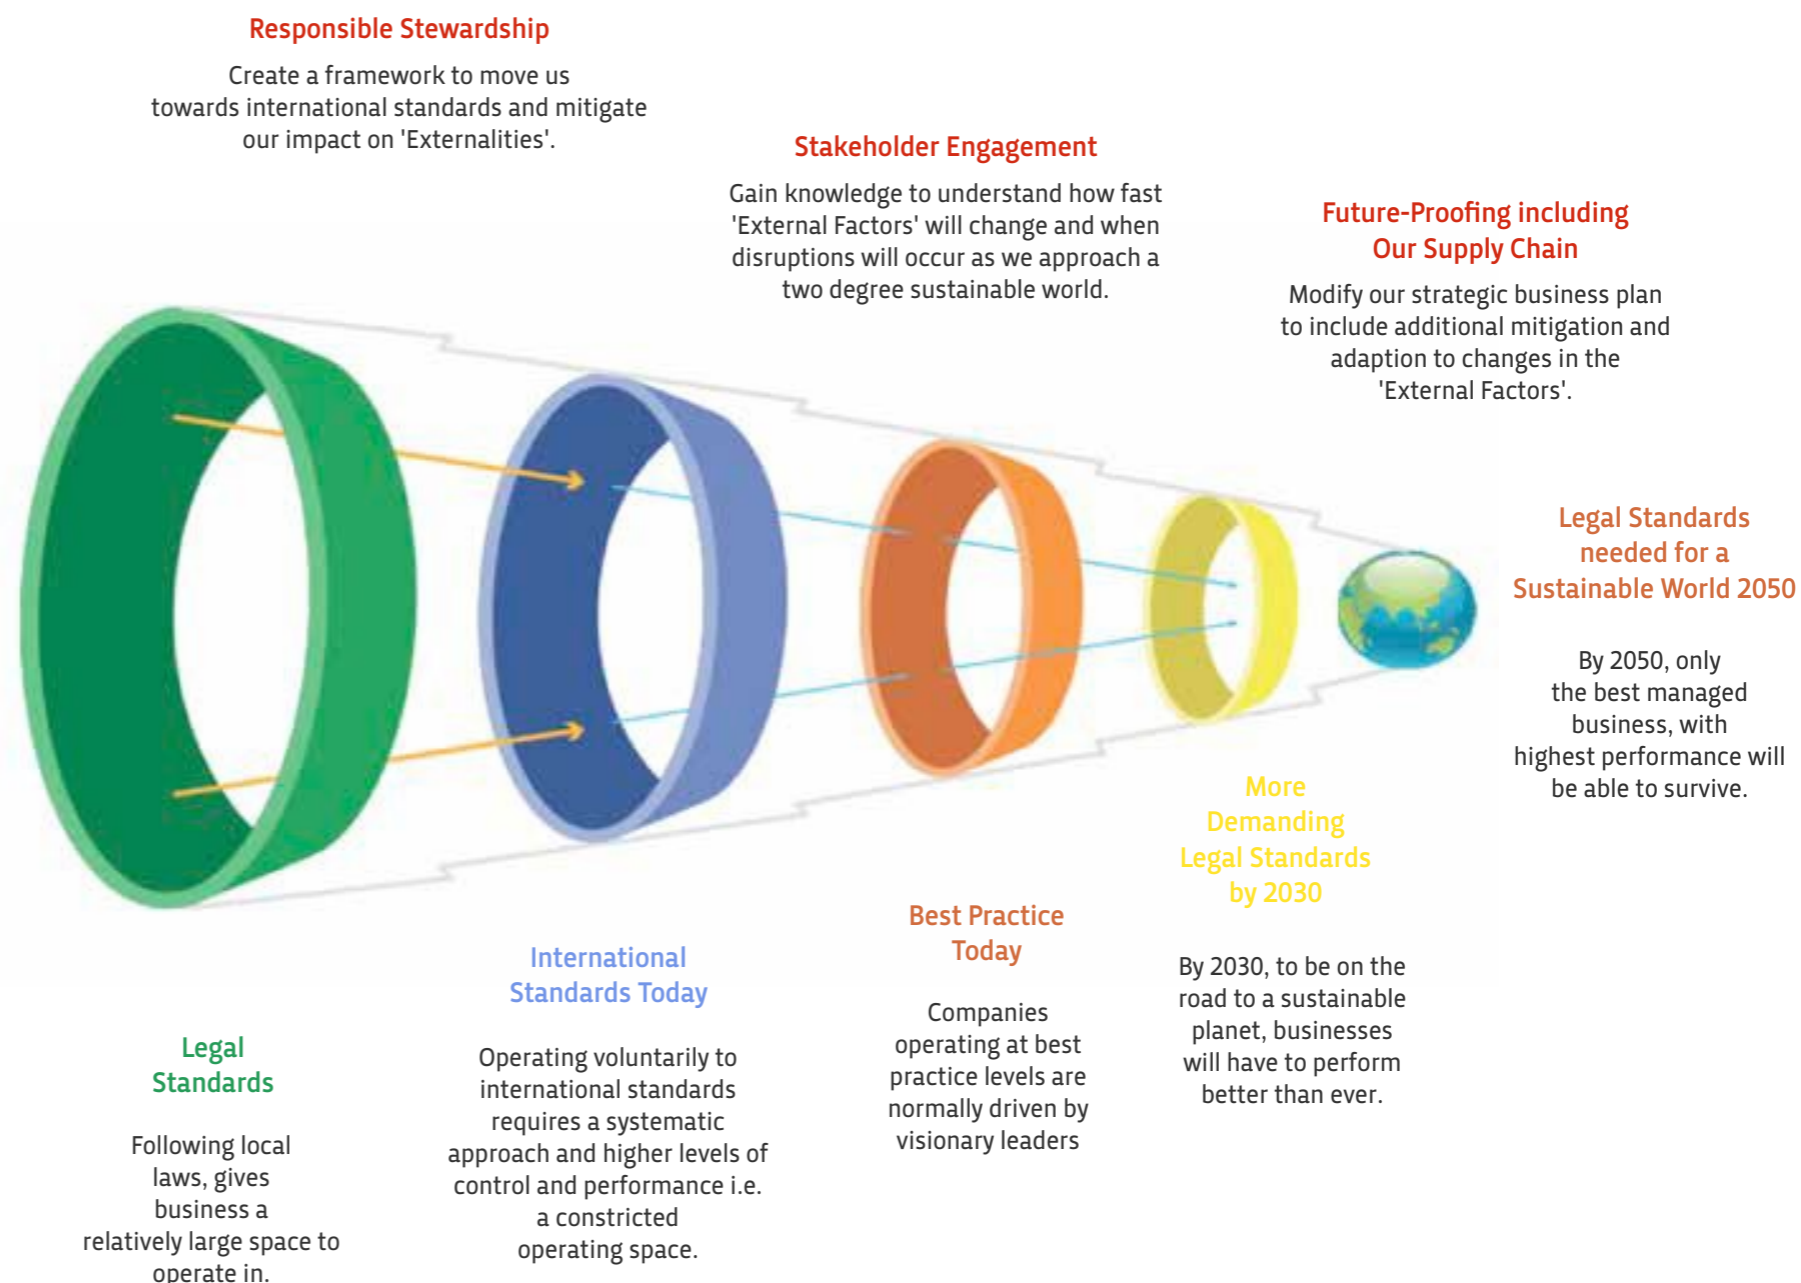 Responsible Stewardship
Create a framework to move us
towards international standards and mitigate
our impact on 'Externalities'.
Stakeholder Engagement
Gain knowledge to understand how fast
'External Factors' will change and when
disruptions will occur as we approach a
two degree sustainable world.
Future-Proofing including
Our Supply Chain
Modify our strategic business plan
to include additional mitigation and
adaption to changes in the
'External Factors'.
Legal Standards
needed for a
Sustainable World 2050
By 2050, only
the best managed
business, with
highest performance will
be able to survive.
More
Demanding
Legal Standards
by 2030
By 2030, to be on the
road to a sustainable
planet, businesses
will have to perform
better than ever.
Best Practice
Today
Companies
operating at best
practice levels are
normally driven by
visionary leaders
International
Standards Today
Operating voluntarily to
international standards
requires a systematic
approach and higher levels of
control and performance i.e.
a constricted
operating space.
Legal
Standards
Following local
laws, gives
business a
relatively large space to
operate in.